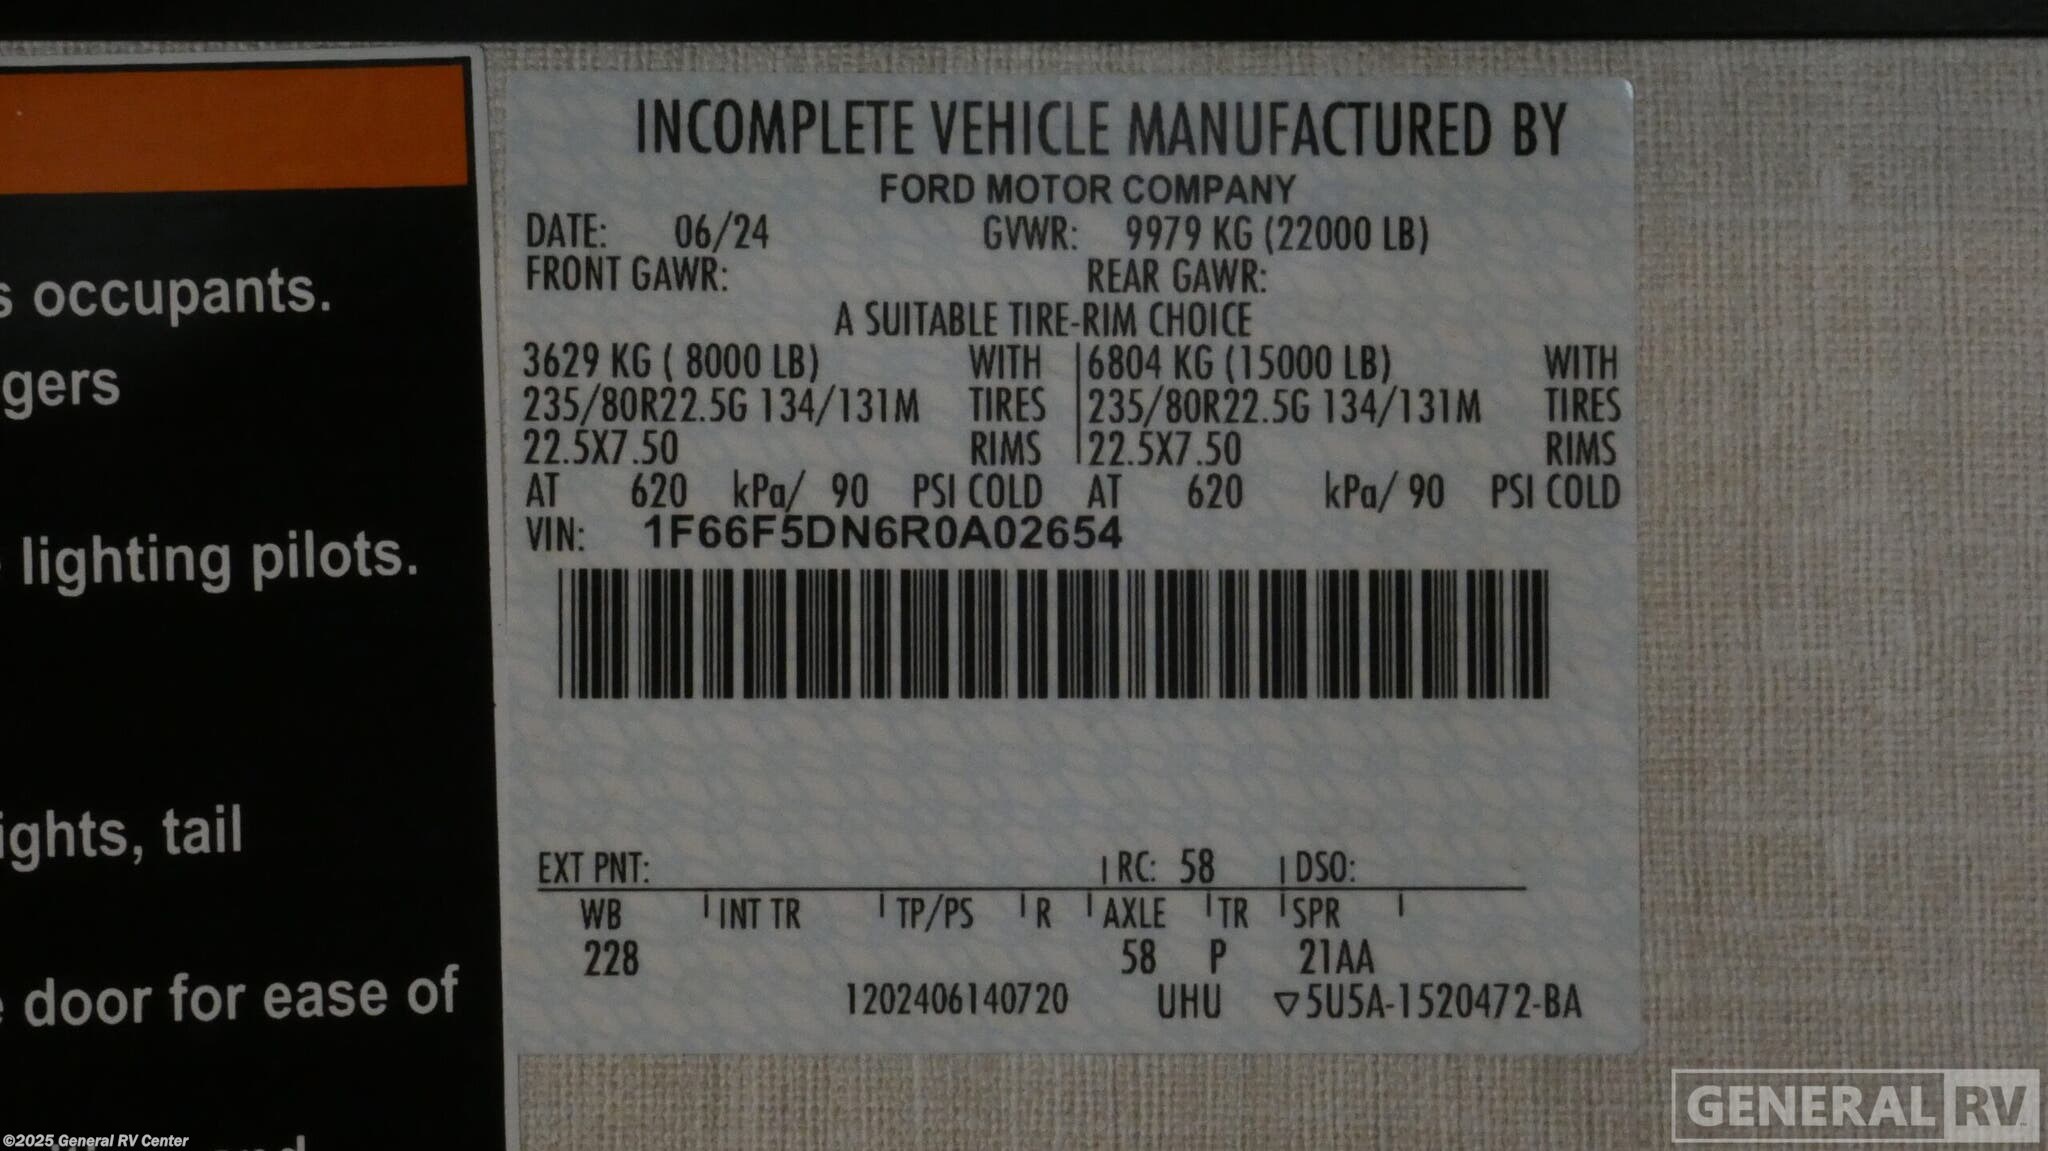 s occupants.
gers
lighting pilots.
ights, tail
door for ease of
INCOMPLETE VEHICLE MANUFACTURED BY
FORD MOTOR COMPANY
DATE: 06/24 GVWR: 9979 KG (22000 LB)
FRONT GAWR: REAR GAWR:
A SUITABLE TIRE-RIM CHOICE
3629 KG ( 8000 LB) WITH 6804 KG (15000 LB) WITH
235/80R22.5G 134/131M TIRES 235/80R22.5G 134/131M TIRES
22.5X7.50 RIMS 22.5X7.50 RIMS
AT 620 kPa/ 90 PSI COLD AT 620 kPa/ 90 PSI COLD
VIN: 1F66F5DN6R0A02654
EXT PNT: RC: 58 DSO:
WB INT TR TP/PS R AXLE TR SPR
228 58 P 21AA
1202406140720 UHU ▽5U5A-1520472-BA
GENERAL RV
©2025 General RV Center